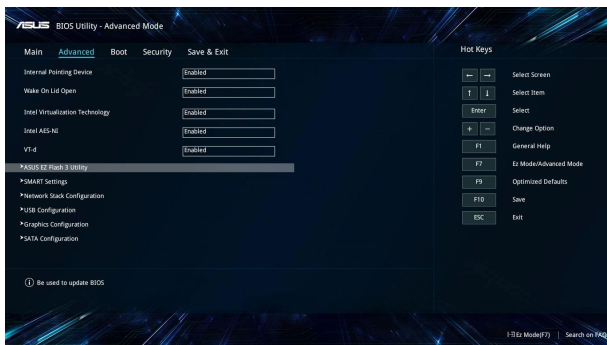 ASUS BIOS Utility - Advanced Mode
Main Advanced Boot Security Save & Exit
Internal Pointing Device Enabled
Wake On Lid Open Enabled
Intel Virtualization Technology Enabled
Intel AES-NI Enabled
VT-d Enabled
ASUS EZ Flash 3 Utility
SMART Settings
Network Stack Configuration
USB Configuration
Graphics Configuration
SATA Configuration
Be used to update BIOS
Hot Keys
← → Select Screen
↑ ↓ Select Item
Enter Select
+ - Change Option
F1 General Help
F7 Ez Mode/Advanced Mode
F9 Optimized Defaults
F10 Save
ESC Exit
Ez Mode(F7) | Search on FAQ